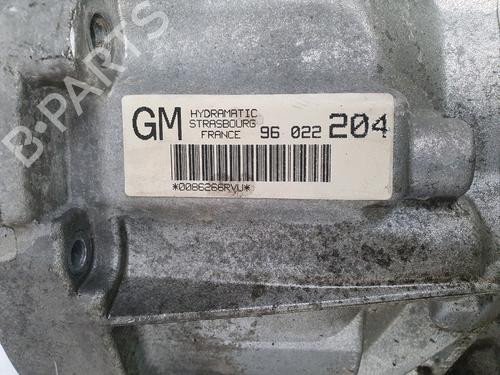 B-PARTS
GM HYDRAMATIC STRASBOURG FRANCE 96 022 204
*0086266RVU*